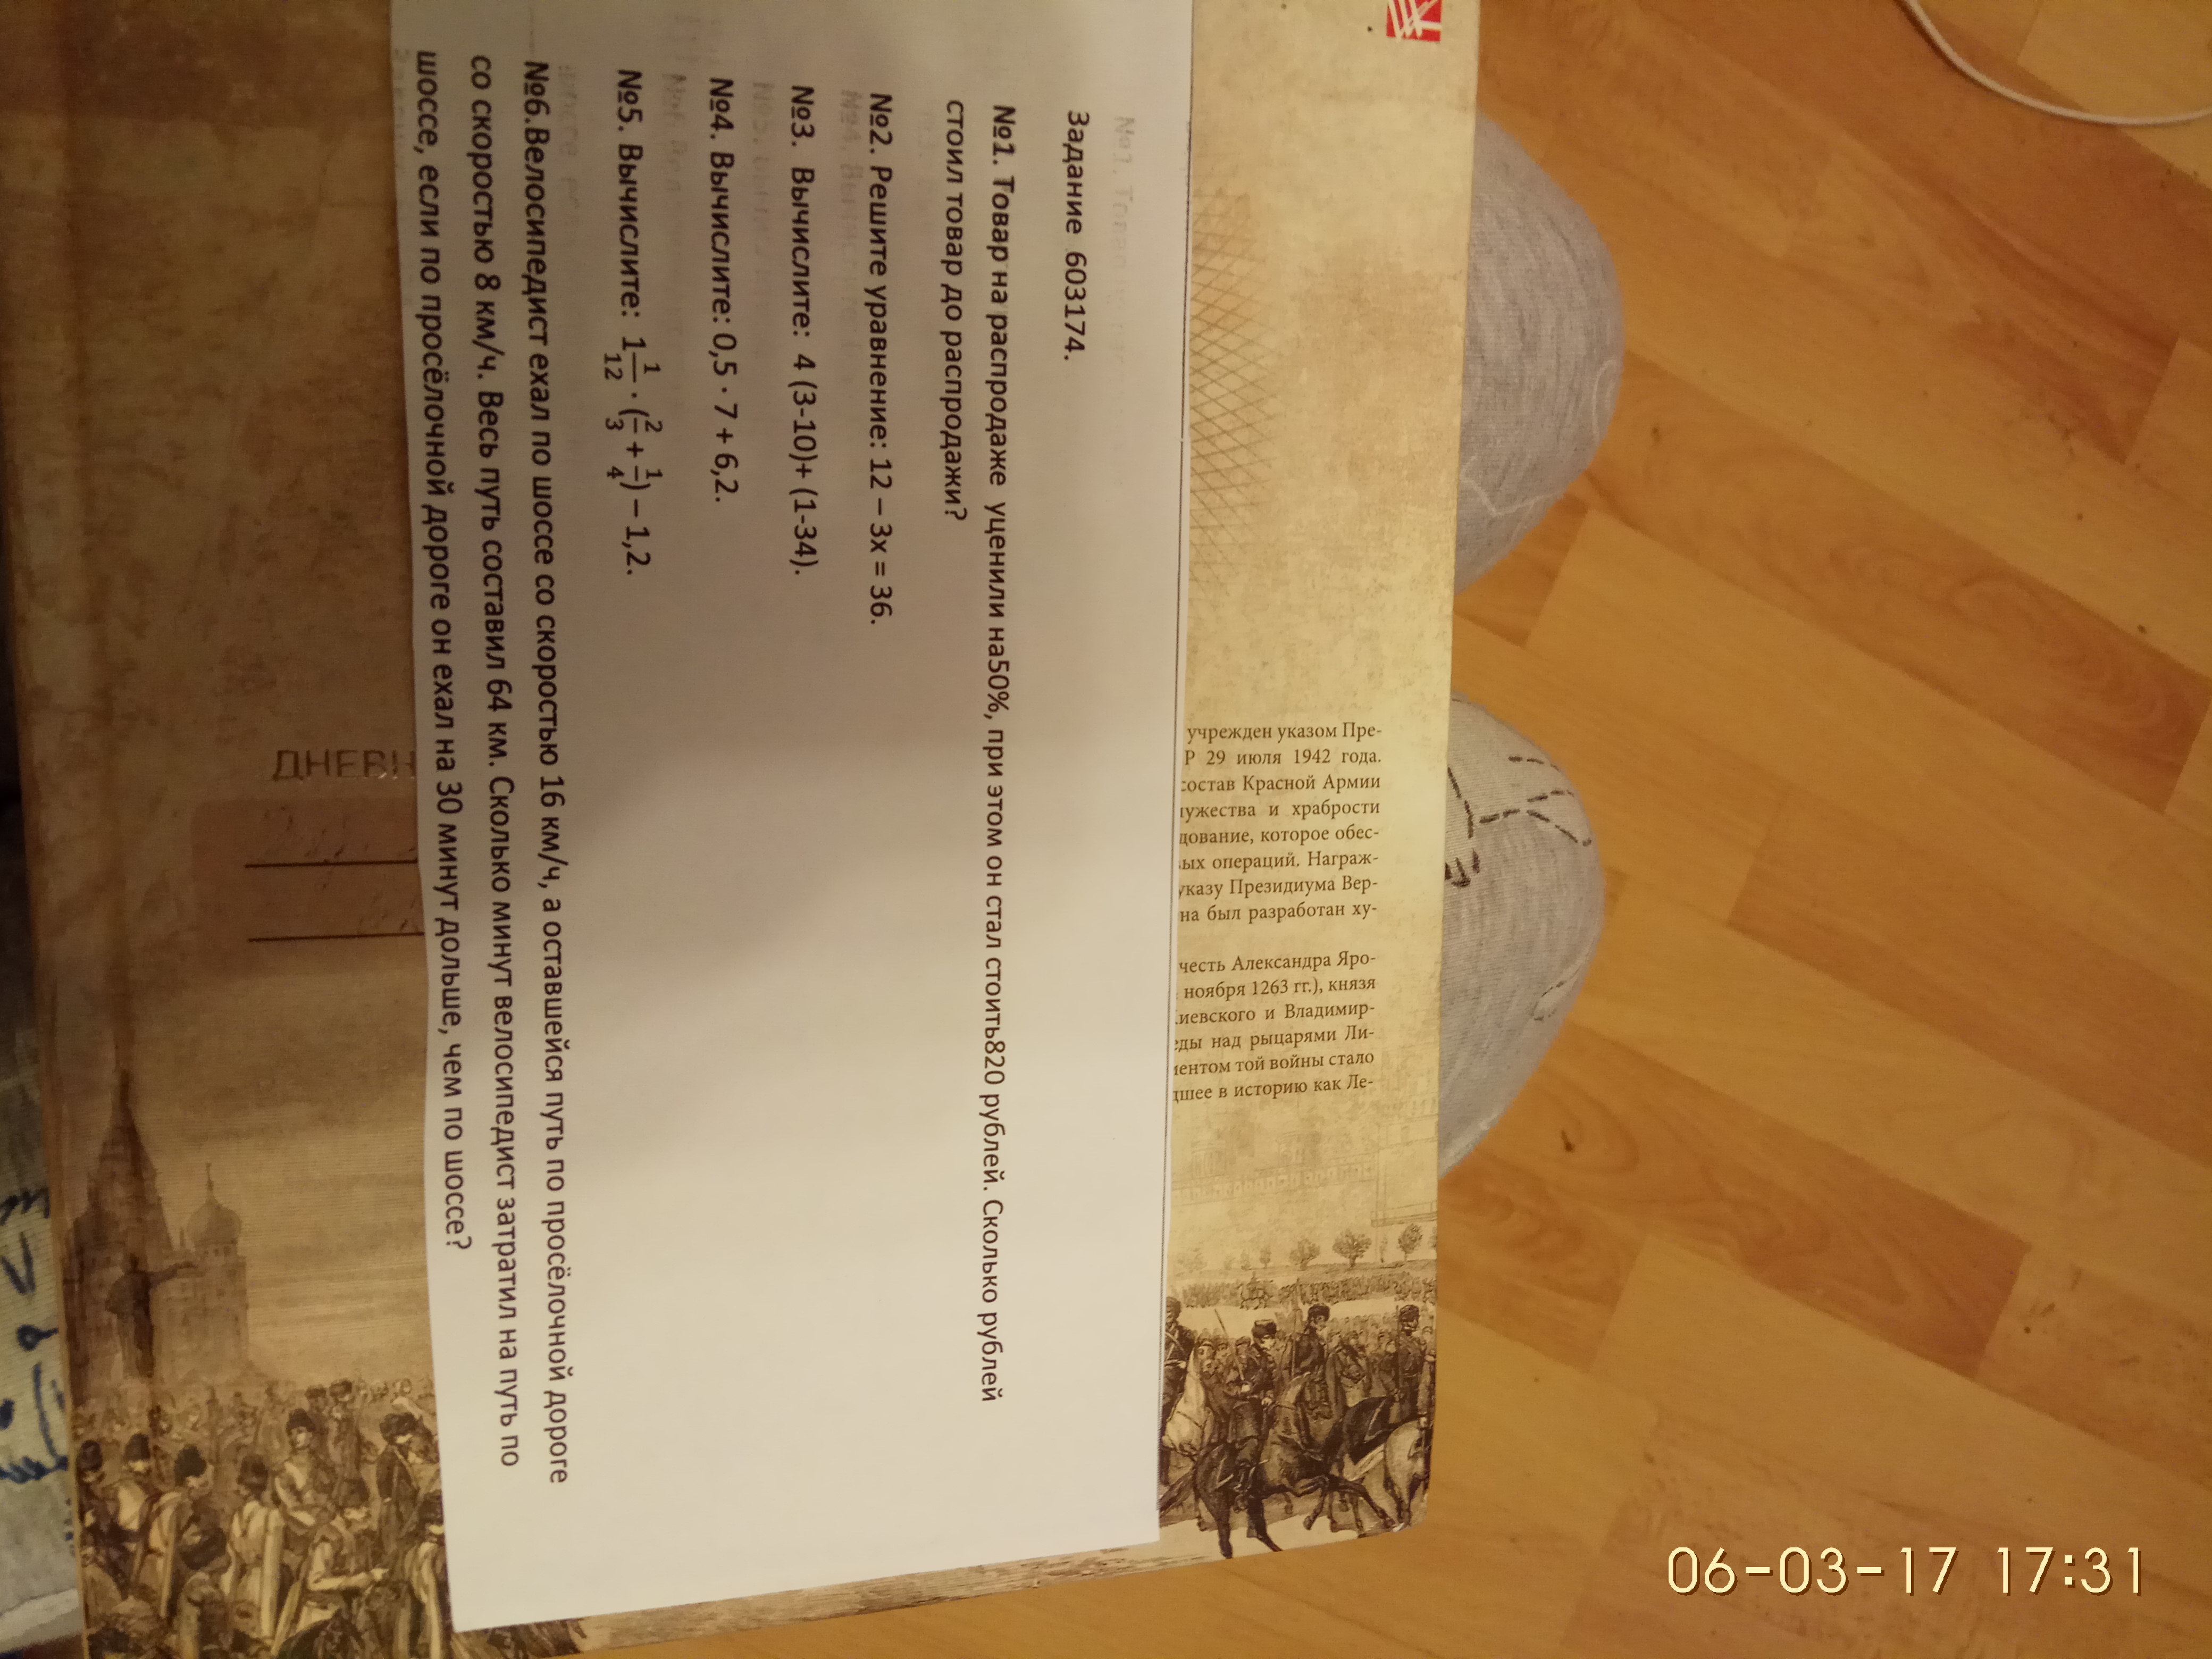 Задание 603174.
№1. Товар на распродаже уценили на50%, при этом он стал стоить820 рублей. Сколько рублей
стоил товар до распродажи?
№2. Решите уравнение: 12 – 3х = 36.
№3. Вычислите: 4 (3-10)+ (1-34).
№4. Вычислите: 0,5 · 7 + 6,2.
№5. Вычислите: 1 1/12 · (2/3 + 1/4) – 1,2.
№6.Велосипедист ехал по шоссе со скоростью 16 км/ч, а оставшейся путь по просёлочной дороге
со скоростью 8 км/ч. Весь путь составил 64 км. Сколько минут велосипедист затратил на путь по
шоссе, если по просёлочной дороге он ехал на 30 минут дольше, чем по шоссе?
учрежден указом Пре-
Р 29 июля 1942 года.
состав Красной Армии
мужества и храбрости
дование, которое обес-
ых операций. Награж-
указу Президиума Вер-
на был разработан ху-
честь Александра Яро-
ноября 1263 гг.), князя
иевского и Владимир-
еды над рыцарями Ли-
ментом той войны стало
дшее в историю как Ле-
ДНЕВН
06-03-17 17:31